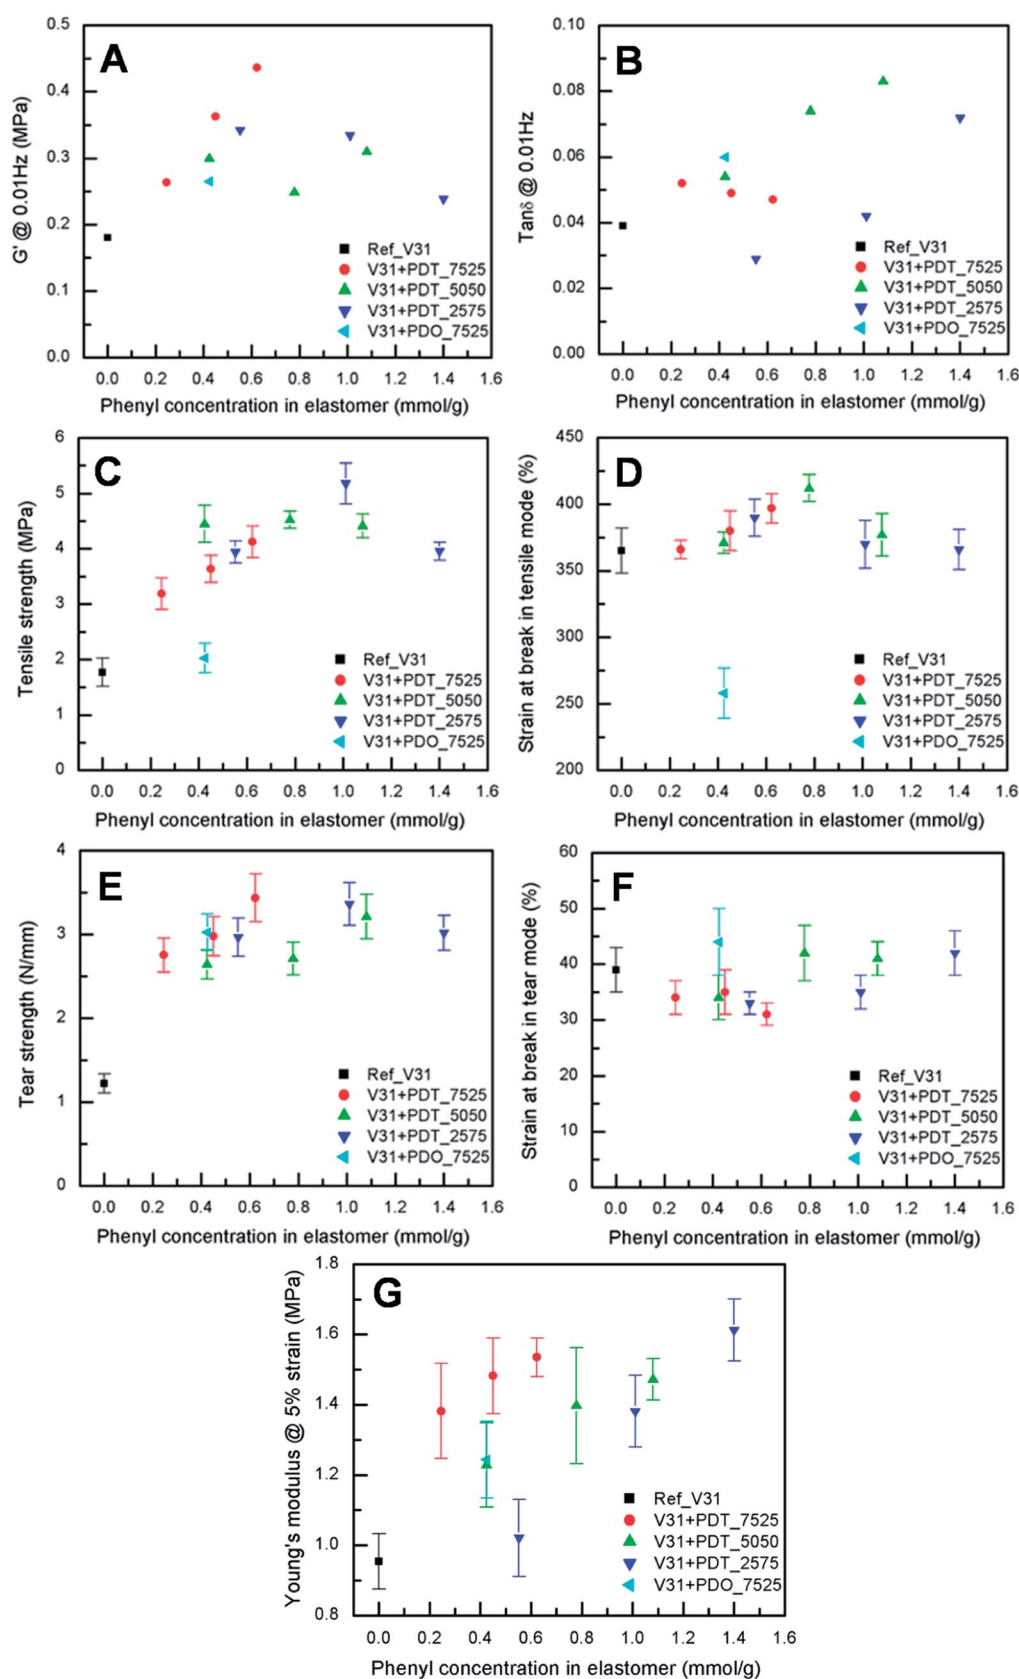 A
G' @ 0.01Hz (MPa)
0.5
0.4
0.3
0.2
0.1
0.0
Ref_V31
V31+PDT_7525
V31+PDT_5050
V31+PDT_2575
V31+PDO_7525
0.0 0.2 0.4 0.6 0.8 1.0 1.2 1.4 1.6
Phenyl concentration in elastomer (mmol/g)
B
Tanδ @ 0.01Hz
0.10
0.08
0.06
0.04
0.02
0.00
Ref_V31
V31+PDT_7525
V31+PDT_5050
V31+PDT_2575
V31+PDO_7525
0.0 0.2 0.4 0.6 0.8 1.0 1.2 1.4 1.6
Phenyl concentration in elastomer (mmol/g)
C
Tensile strength (MPa)
6
5
4
3
2
1
0
Ref_V31
V31+PDT_7525
V31+PDT_5050
V31+PDT_2575
V31+PDO_7525
0.0 0.2 0.4 0.6 0.8 1.0 1.2 1.4 1.6
Phenyl concentration in elastomer (mmol/g)
D
Strain at break in tensile mode (%)
450
400
350
300
250
200
Ref_V31
V31+PDT_7525
V31+PDT_5050
V31+PDT_2575
V31+PDO_7525
0.0 0.2 0.4 0.6 0.8 1.0 1.2 1.4 1.6
Phenyl concentration in elastomer (mmol/g)
E
Tear strength (N/mm)
4
3
2
1
0
Ref_V31
V31+PDT_7525
V31+PDT_5050
V31+PDT_2575
V31+PDO_7525
0.0 0.2 0.4 0.6 0.8 1.0 1.2 1.4 1.6
Phenyl concentration in elastomer (mmol/g)
F
Strain at break in tear mode (%)
60
50
40
30
20
10
0
Ref_V31
V31+PDT_7525
V31+PDT_5050
V31+PDT_2575
V31+PDO_7525
0.0 0.2 0.4 0.6 0.8 1.0 1.2 1.4 1.6
Phenyl concentration in elastomer (mmol/g)
G
Young's modulus @ 5% strain (MPa)
1.8
1.6
1.4
1.2
1.0
0.8
Ref_V31
V31+PDT_7525
V31+PDT_5050
V31+PDT_2575
V31+PDO_7525
0.0 0.2 0.4 0.6 0.8 1.0 1.2 1.4 1.6
Phenyl concentration in elastomer (mmol/g)